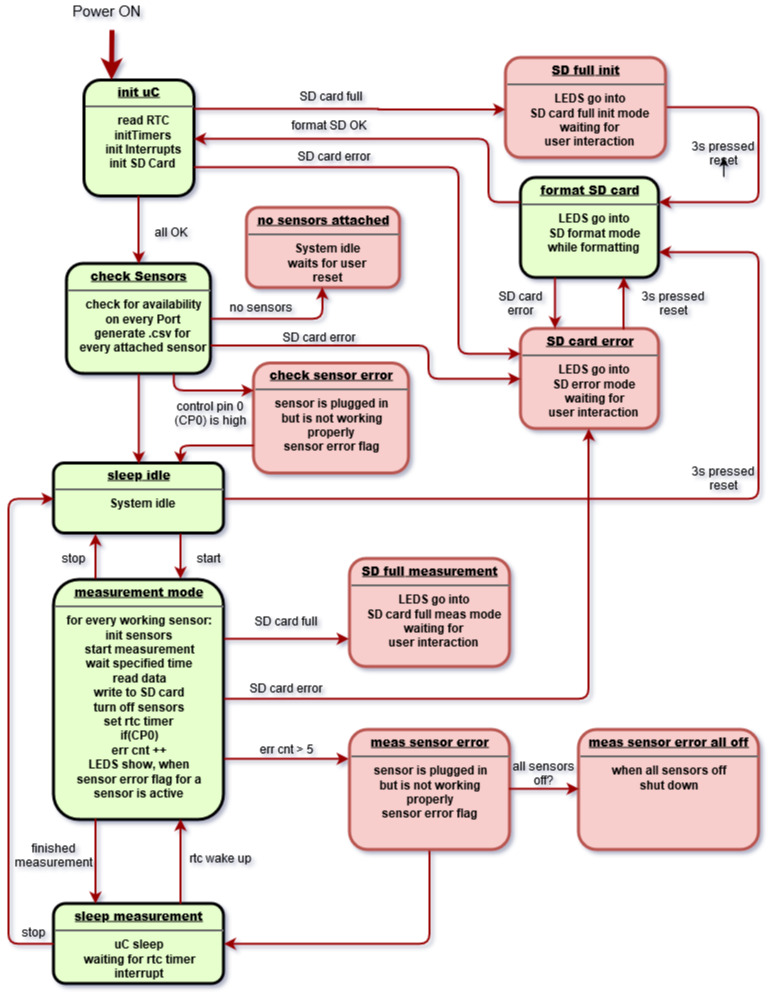 Power ON
init uC
read RTC
initTimers
init Interrupts
init SD Card
SD card full
format SD OK
SD card error
SD full init
LEDS go into
SD card full init mode
waiting for
user interaction
3s pressed
reset
format SD card
LEDS go into
SD format mode
while formatting
all OK
no sensors attached
System idle
waits for user
reset
check Sensors
check for availability
on every Port
generate .csv for
every attached sensor
no sensors
SD card error
SD card
error
3s pressed
reset
SD card error
LEDS go into
SD error mode
waiting for
user interaction
control pin 0
(CP0) is high
check sensor error
sensor is plugged in
but is not working
properly
sensor error flag
sleep idle
System idle
3s pressed
reset
stop
start
measurement mode
for every working sensor:
init sensors
start measurement
wait specified time
read data
write to SD card
turn off sensors
set rtc timer
if(CP0)
err cnt ++
LEDS show, when
sensor error flag for a
sensor is active
SD card full
SD full measurement
LEDS go into
SD card full meas mode
waiting for
user interaction
SD card error
err cnt > 5
meas sensor error
sensor is plugged in
but is not working
properly
sensor error flag
all sensors
off?
meas sensor error all off
when all sensors off
shut down
finished
measurement
rtc wake up
stop
sleep measurement
uC sleep
waiting for rtc timer
interrupt